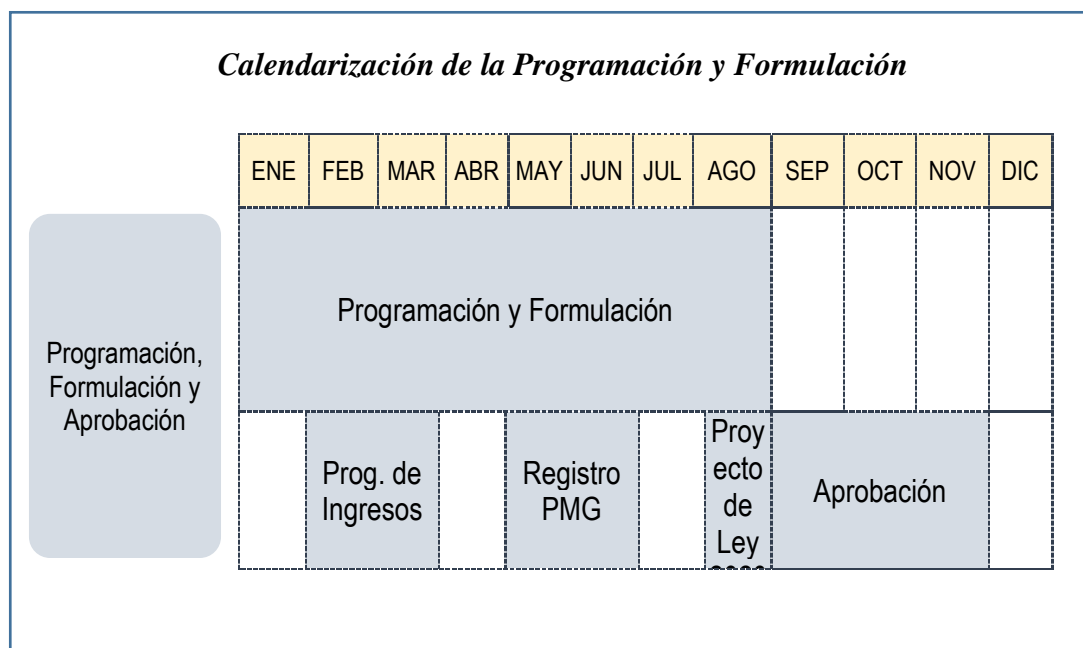 Calendarización de la Programación y Formulación
ENE FEB MAR ABR MAY JUN JUL AGO SEP OCT NOV DIC
Programación,
Formulación y
Aprobación
Programación y Formulación
Prog. de
Ingresos
Registro
PMG
Proy
ecto
de
Ley
Aprobación